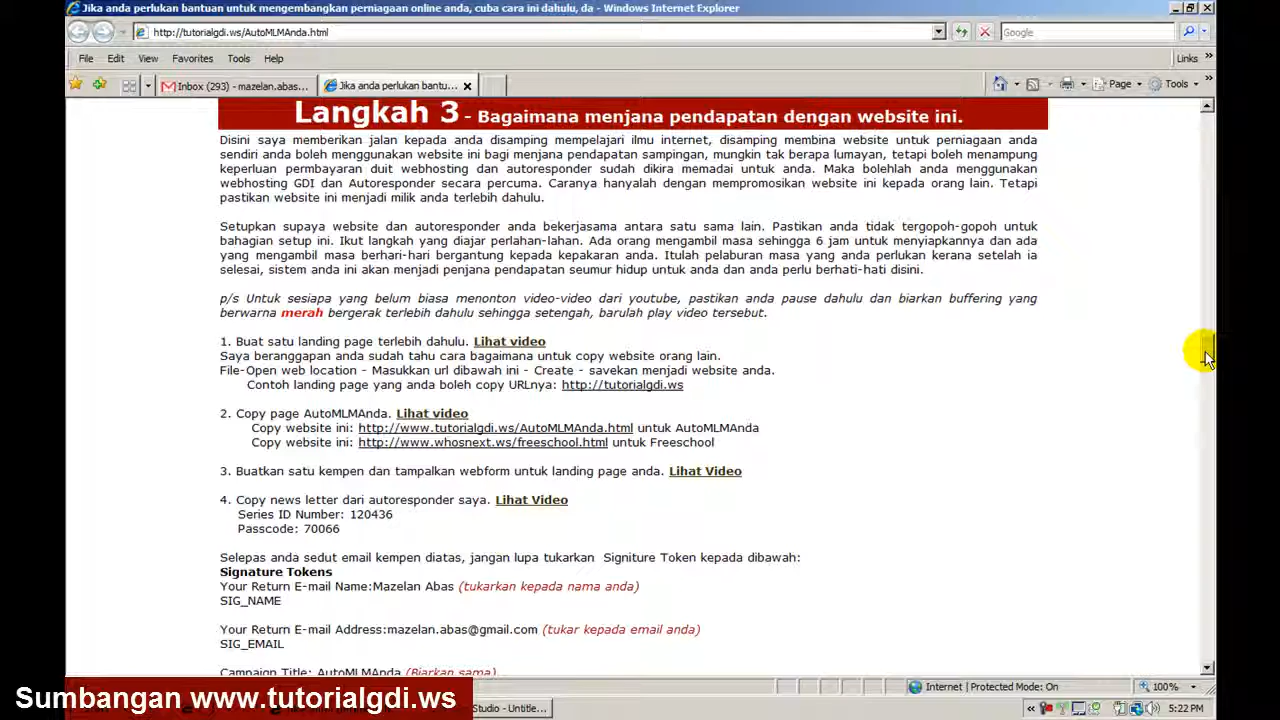 Jika anda perlukan bantuan untuk mengembangkan perniagaan online anda, cuba cara ini dahulu, da - Windows Internet Explorer
http://tutorialgdi.ws/AutoMLMAnda.html
Google
File Edit View Favorites Tools Help
Links »
Inbox (293) - mazelan.abas...
Jika anda perlukan bantu...
Page
Tools
Langkah 3 - Bagaimana menjana pendapatan dengan website ini.
Disini saya memberikan jalan kepada anda disamping mempelajari ilmu internet, disamping membina website untuk perniagaan anda
sendiri anda boleh menggunakan website ini bagi menjana pendapatan sampingan, mungkin tak berapa lumayan, tetapi boleh menampung
keperluan permbayaran duit webhosting dan autoresponder sudah dikira memadai untuk anda. Maka bolehlah anda menggunakan
webhosting GDI dan Autoresponder secara percuma. Caranya hanyalah dengan mempromosikan website ini kepada orang lain. Tetapi
pastikan website ini menjadi milik anda terlebih dahulu.
Setupkan supaya website dan autoresponder anda bekerjasama antara satu sama lain. Pastikan anda tidak tergopoh-gopoh untuk
bahagian setup ini. Ikut langkah yang diajar perlahan-lahan. Ada orang mengambil masa sehingga 6 jam untuk menyiapkannya dan ada
yang mengambil masa berhari-hari bergantung kepada kepakaran anda. Itulah pelaburan masa yang anda perlukan kerana setelah ia
selesai, sistem anda ini akan menjadi penjana pendapatan seumur hidup untuk anda dan anda perlu berhati-hati disini.
p/s Untuk sesiapa yang belum biasa menonton video-video dari youtube, pastikan anda pause dahulu dan biarkan buffering yang
berwarna merah bergerak terlebih dahulu sehingga setengah, barulah play video tersebut.
1. Buat satu landing page terlebih dahulu. Lihat video
Saya beranggapan anda sudah tahu cara bagaimana untuk copy website orang lain.
File-Open web location - Masukkan url dibawah ini - Create - savekan menjadi website anda.
Contoh landing page yang anda boleh copy URLnya: http://tutorialgdi.ws
2. Copy page AutoMLMAnda. Lihat video
Copy website ini: http://www.tutorialgdi.ws/AutoMLMAnda.html untuk AutoMLMAnda
Copy website ini: http://www.whosnext.ws/freeschool.html untuk Freeschool
3. Buatkan satu kempen dan tampalkan webform untuk landing page anda. Lihat Video
4. Copy news letter dari autoresponder saya. Lihat Video
Series ID Number: 120436
Passcode: 70066
Selepas anda sedut email kempen diatas, jangan lupa tukarkan Signiture Token kepada dibawah:
Signature Tokens
Your Return E-mail Name:Mazelan Abas (tukarkan kepada nama anda)
SIG_NAME
Your Return E-mail Address:mazelan.abas@gmail.com (tukar kepada email anda)
SIG_EMAIL
Campaign Title: AutoMLMAnda (Biarkan sama)
Internet | Protected Mode: On
100%
Sumbangan www.tutorialgdi.ws
Studio - Untitle...
5:22 PM